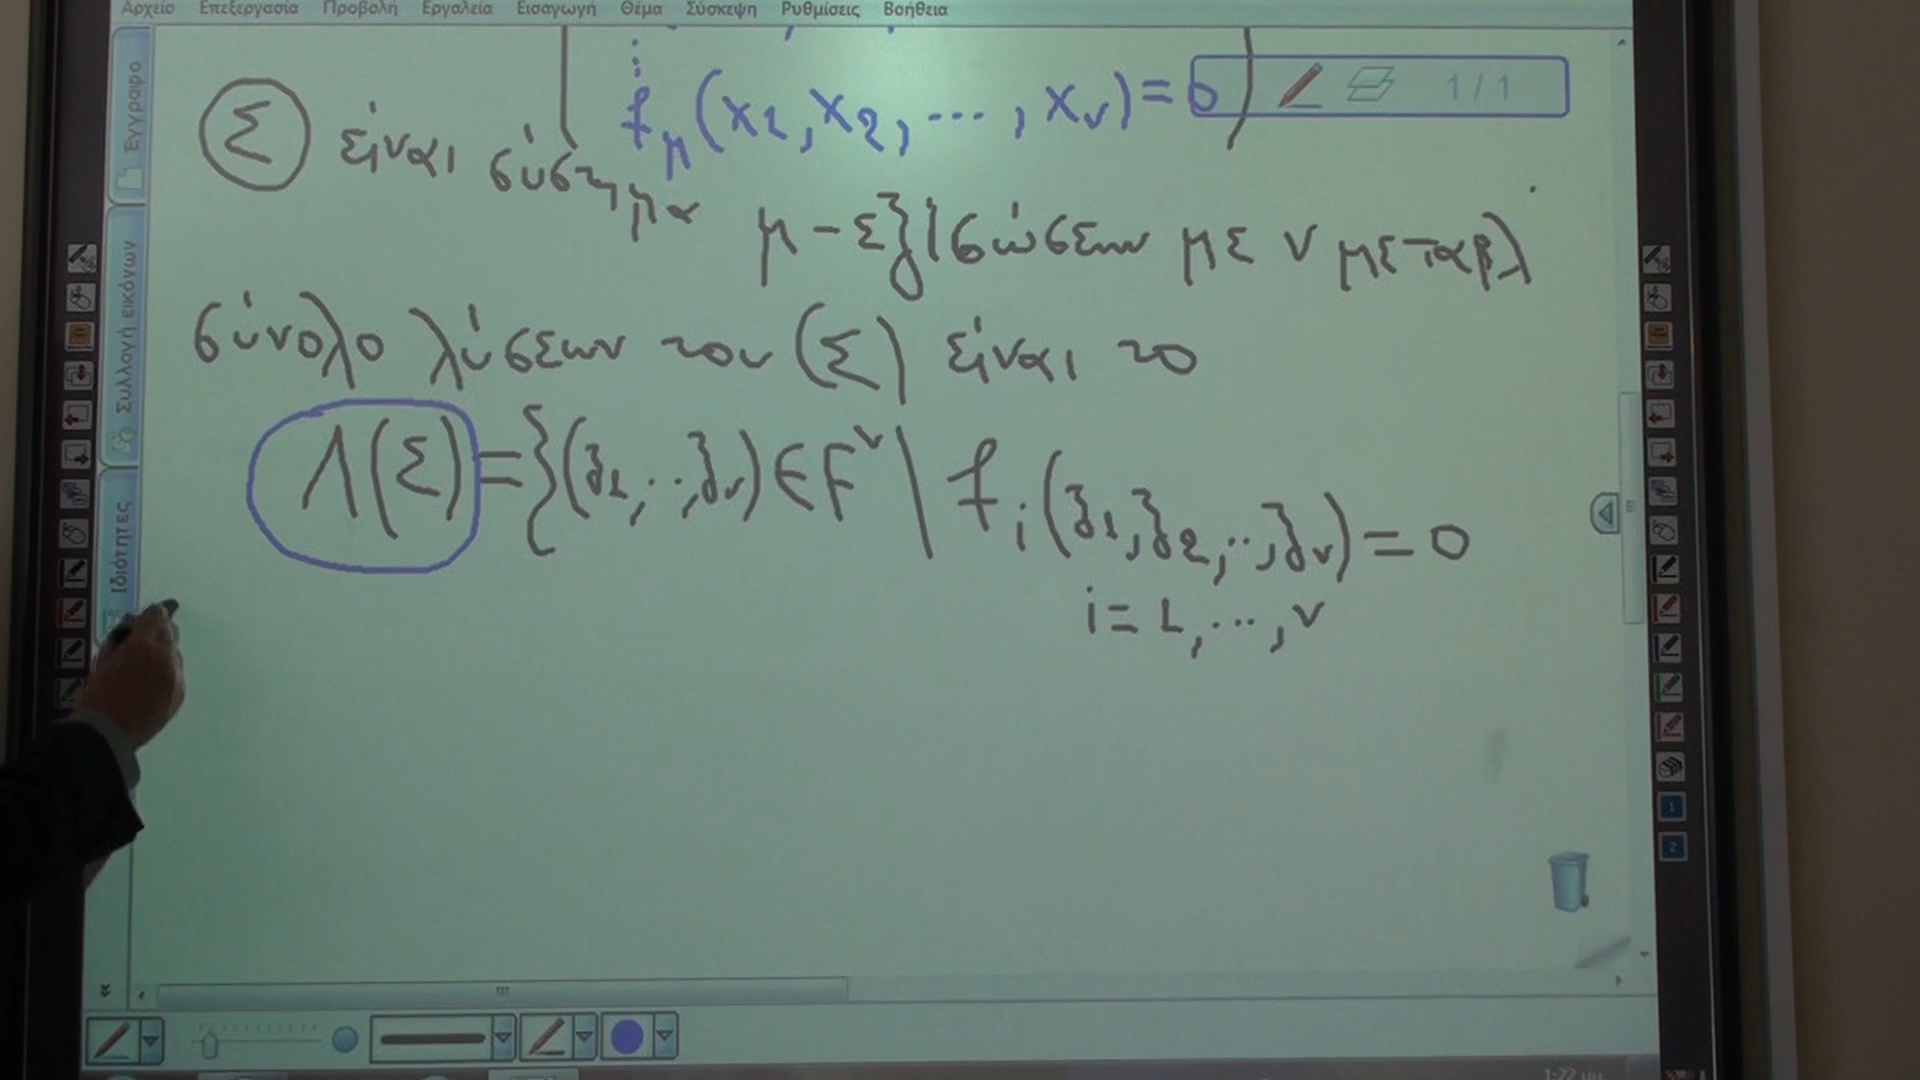 Αρχείο Επεξεργασία Προβολή Εργαλεία Εισαγωγή Θέμα Σύσκεψη Ρυθμίσεις Βοήθεια
f_μ(x_1, x_2, ..., x_ν) = 0
1 / 1
Σ είναι σύστημα μ - εξισώσεων με ν μεταβλ
σύνολο λύσεων του (Σ) είναι το
Λ(Σ) = {(ξ_1, .., ξ_ν) ∈ F^ν | f_i(ξ_1, ξ_2, .., ξ_ν) = 0
i = 1, ..., ν
Έγγραφο
Συλλογή εικόνων
Ιδιότητες
1
2